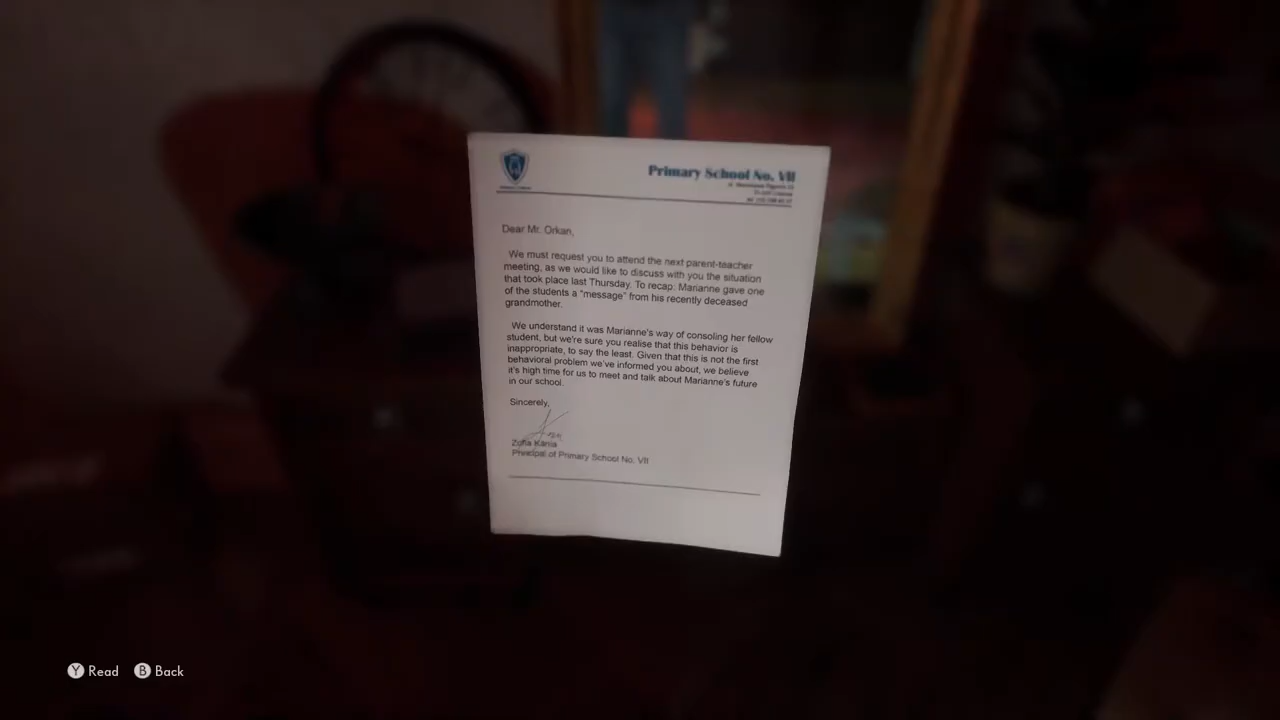 Primary School No. VII
Dear Mr. Orkan,
We must request you to attend the next parent-teacher
meeting, as we would like to discuss with you the situation
that took place last Thursday. To recap: Marianne gave one
of the students a "message" from his recently deceased
grandmother.
We understand it was Marianne's way of consoling her fellow
student, but we're sure you realise that this behavior is
inappropriate, to say the least. Given that this is not the first
behavioral problem we've informed you about, we believe
it's high time for us to meet and talk about Marianne's future
in our school.
Sincerely,
Zofia Kania
Principal of Primary School No. VII
Y Read B Back